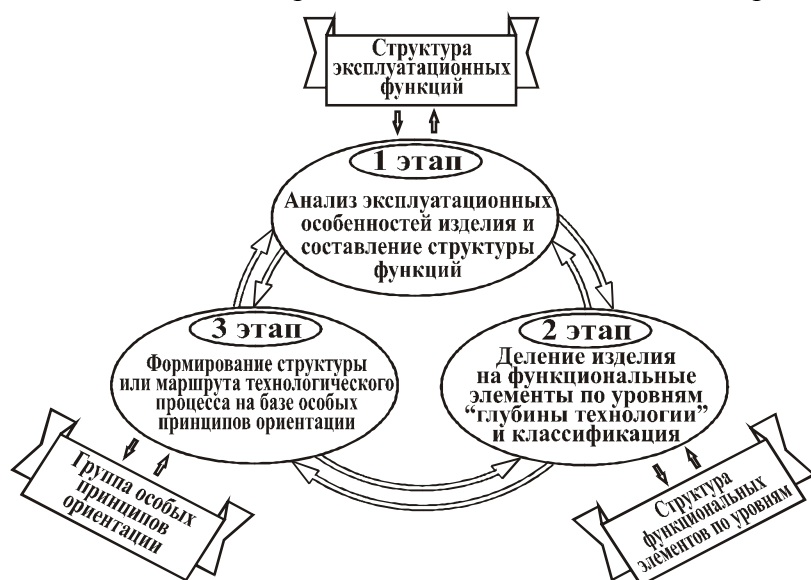 Структура
эксплуатационных
функций
1 этап
Анализ эксплуатационных
особенностей изделия и
составление структуры
функций
3 этап
Формирование структуры
или маршрута технологического
процесса на базе особых
принципов ориентации
2 этап
Деление изделия
на функциональные
элементы по уровням
“глубины технологии”
и классификация
Группа особых
принципов
ориентации
Структура
функциональных
элементов по уровням